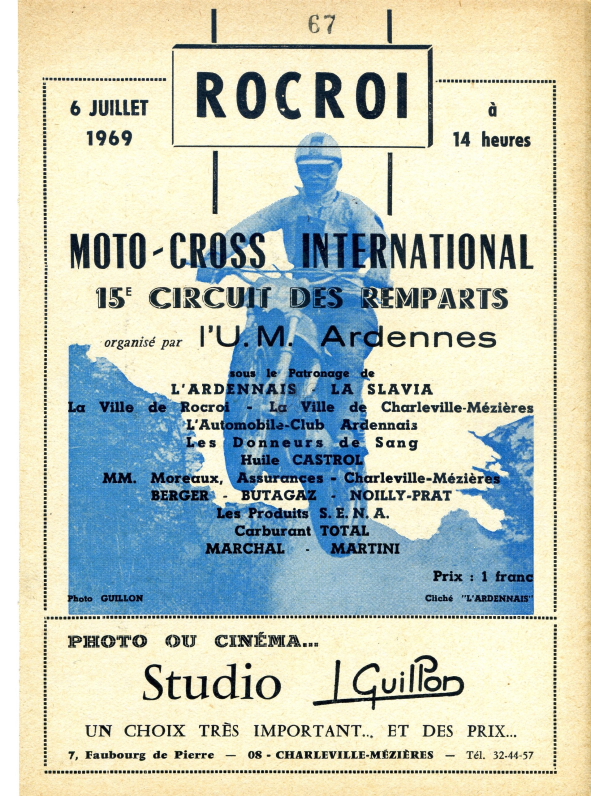 67
ROCROI
6 JUILLET
1969
à
14 heures
MOTO-CROSS INTERNATIONAL
15E CIRCUIT DES REMPARTS
organisé par l'U.M. Ardennes
sous le Patronage de
L'ARDENNAIS - LA SLAVIA
La Ville de Rocroi - La Ville de Charleville-Mézières
L'Automobile-Club Ardennais
Les Donneurs de Sang
Huile CASTROL
MM. Moreaux, Assurances - Charleville-Mézières
BERGER - BUTAGAZ - NOILLY-PRAT
Les Produits S.E.N.A.
Carburant TOTAL
MARCHAL - MARTINI
Prix : 1 franc
Photo GUILLON
Cliché "L'ARDENNAIS"
PHOTO OU CINÉMA...
Studio J Guillon
UN CHOIX TRÈS IMPORTANT... ET DES PRIX...
7, Faubourg de Pierre — 08 - CHARLEVILLE-MÉZIÈRES — Tél. 32-44-57